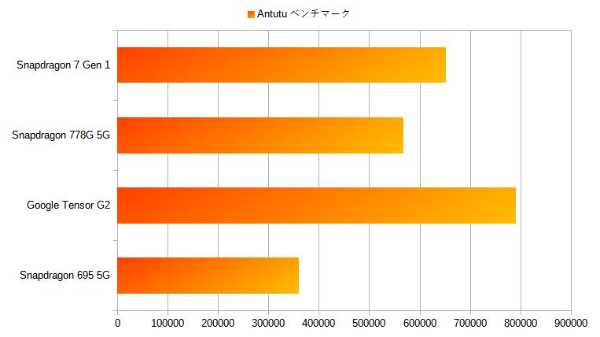 Antutu ベンチマーク
Snapdragon 7 Gen 1
Snapdragon 778G 5G
Google Tensor G2
Snapdragon 695 5G
0 100000 200000 300000 400000 500000 600000 700000 800000 900000